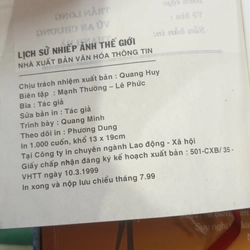 LỊCH SỬ NHIẾP ẢNH THẾ GIỚI
NHÀ XUẤT BẢN VĂN HÓA THÔNG TIN
Chịu trách nhiệm xuất bản : Quang Huy
Biên tập : Mạnh Thường – Lê Phức
Bìa : Tác giả
Sửa bản in : Tác giả
Trình bày : Quang Minh
Theo dõi in : Phương Dung
In 1.000 cuốn, khổ 13 x 19cm
Tại Công ty in chuyên ngành Lao động - Xã hội
Giấy chấp nhận đăng ký kế hoạch xuất bản : 501-CXB/ 35 -
VHTT ngày 10.3.1999
In xong và nộp lưu chiểu tháng 7.99